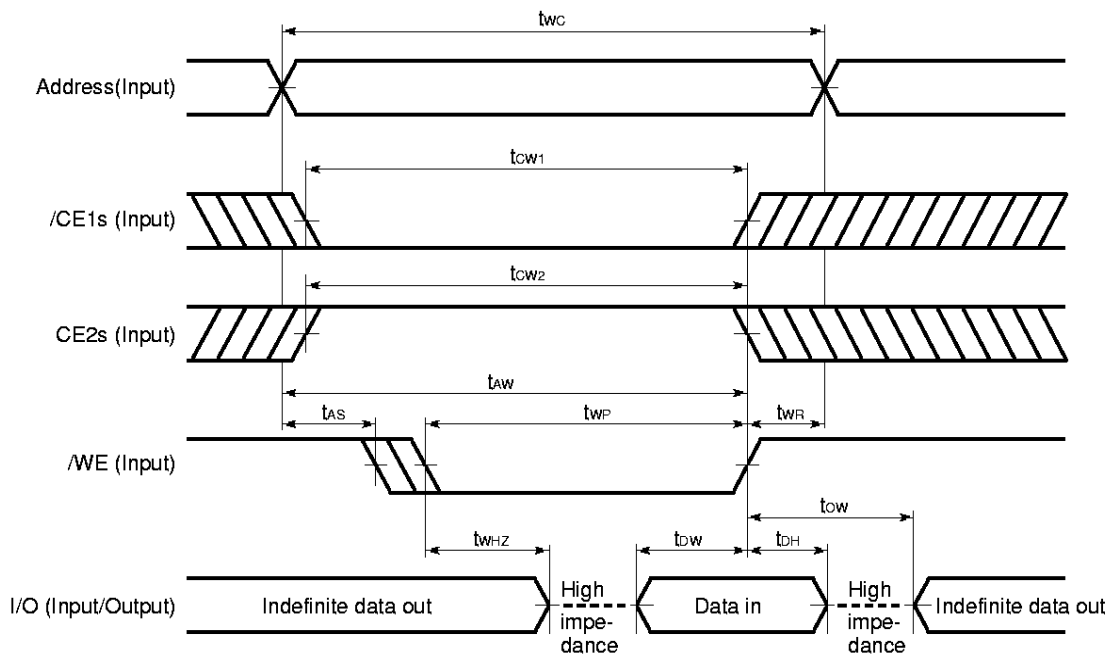 tWC
Address(Input)
tCW1
/CE1s (Input)
tCW2
CE2s (Input)
tAW
tAS
tWP
tWR
/WE (Input)
tOW
tWHZ
tDW
tDH
I/O (Input/Output)
Indefinite data out
High
impe-
dance
Data in
High
impe-
dance
Indefinite data out